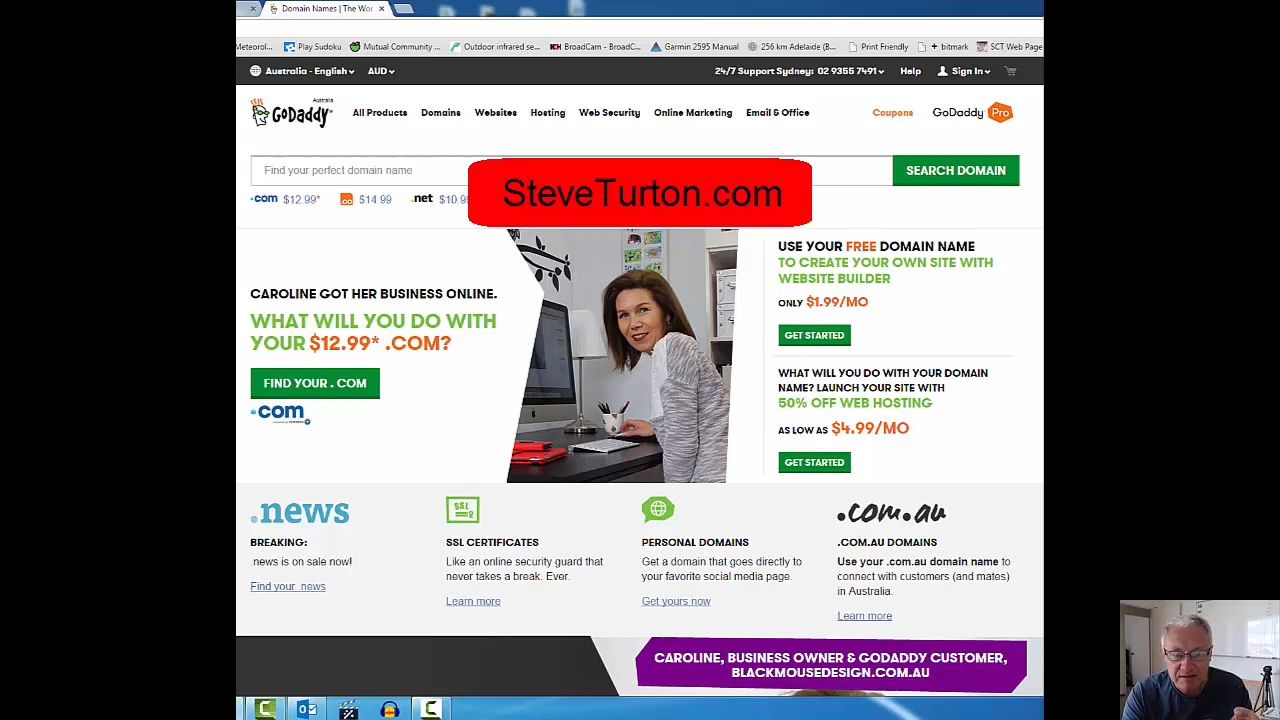 Domain Names | The Wor
Meteorol...
Play Sudoku
Mutual Community ...
Outdoor infrared se...
BroadCam - BroadC...
Garmin 2595 Manual
256 km Adelaide (B...
Print Friendly
+ bitmark
SCT Web Page
Australia - English
AUD
24/7 Support Sydney: 02 9355 7491
Help
Sign In
Australia
GoDaddy
All Products
Domains
Websites
Hosting
Web Security
Online Marketing
Email & Office
Coupons
GoDaddy Pro
Find your perfect domain name
SEARCH DOMAIN
SteveTurton.com
.com $12.99*
$14.99
.net $10.9
CAROLINE GOT HER BUSINESS ONLINE.
WHAT WILL YOU DO WITH
YOUR $12.99* .COM?
FIND YOUR . COM
.com
USE YOUR FREE DOMAIN NAME
TO CREATE YOUR OWN SITE WITH
WEBSITE BUILDER
ONLY $1.99/MO
GET STARTED
WHAT WILL YOU DO WITH YOUR DOMAIN
NAME? LAUNCH YOUR SITE WITH
50% OFF WEB HOSTING
AS LOW AS $4.99/MO
GET STARTED
.news
BREAKING:
.news is on sale now!
Find your .news
SSL
SSL CERTIFICATES
Like an online security guard that
never takes a break. Ever.
Learn more
PERSONAL DOMAINS
Get a domain that goes directly to
your favorite social media page.
Get yours now
.com.au
.COM.AU DOMAINS
Use your .com.au domain name to
connect with customers (and mates)
in Australia.
Learn more
CAROLINE, BUSINESS OWNER & GODADDY CUSTOMER,
BLACKMOUSEDESIGN.COM.AU